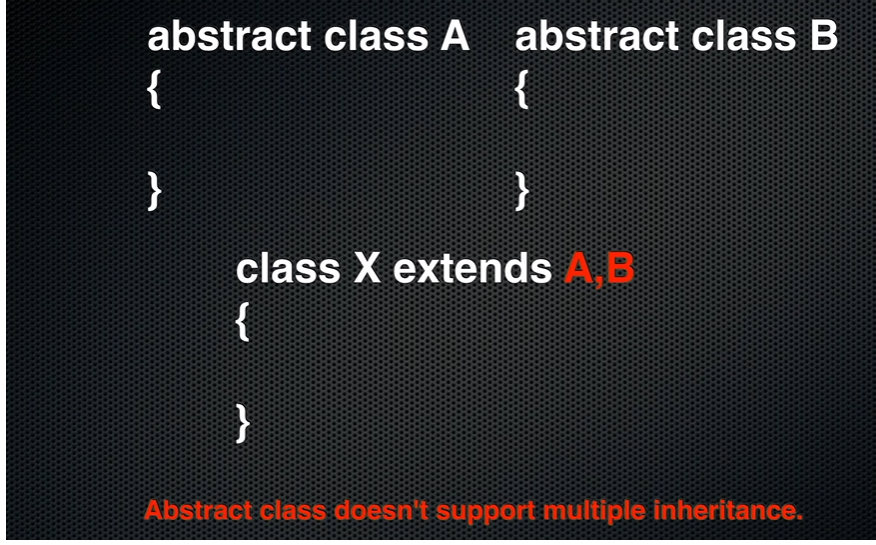 abstract class A abstract class B
{ {
} }
class X extends A,B
{
}
Abstract class doesn't support multiple inheritance.